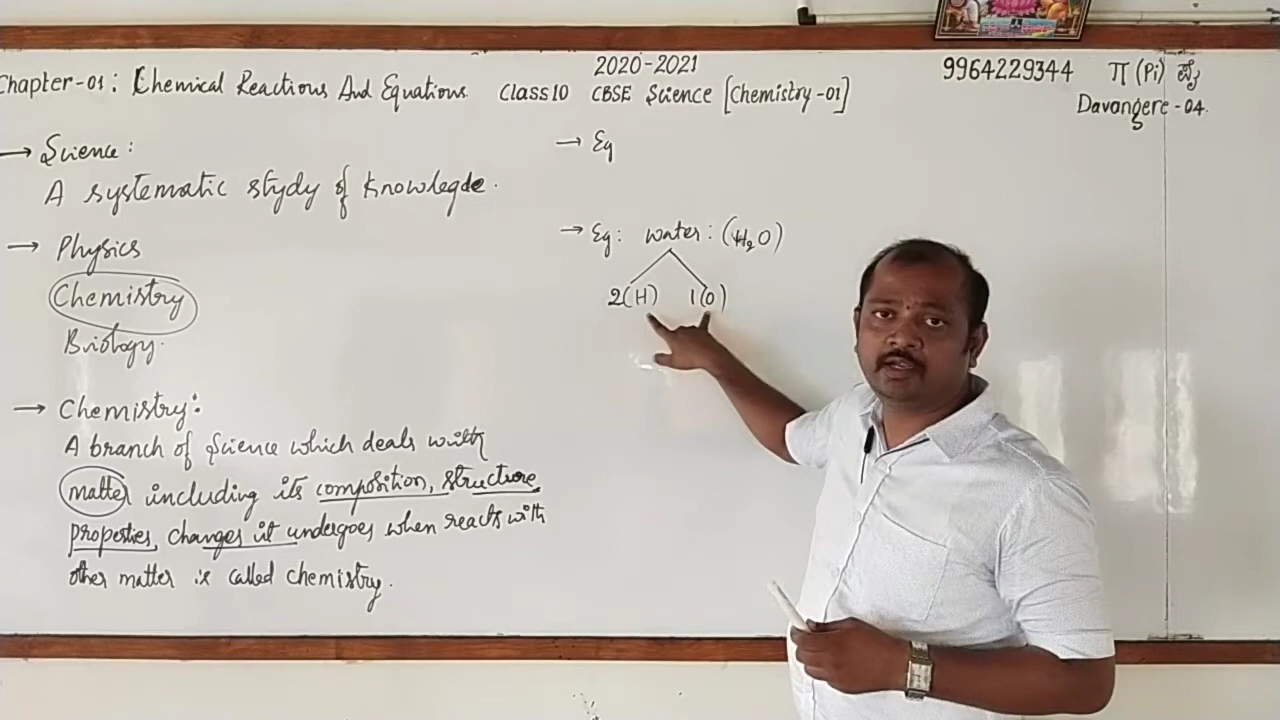 2020-2021
Chapter-01: Chemical Reactions And Equations Class10 CBSE Science [Chemistry-01]
9964229344 π (Pi)
Davangere-04.
→ Science:
A systematic stydy of knowlegde.
→ Physics
Chemistry
Biology.
→ Chemistry:
A branch of Science which deals with
matter including its composition, structure
properties, changes it undergoes when reacts with
other matter is called chemistry.
→ Eg
→ Eg: water: (H₂O)
2(H) 1(O)